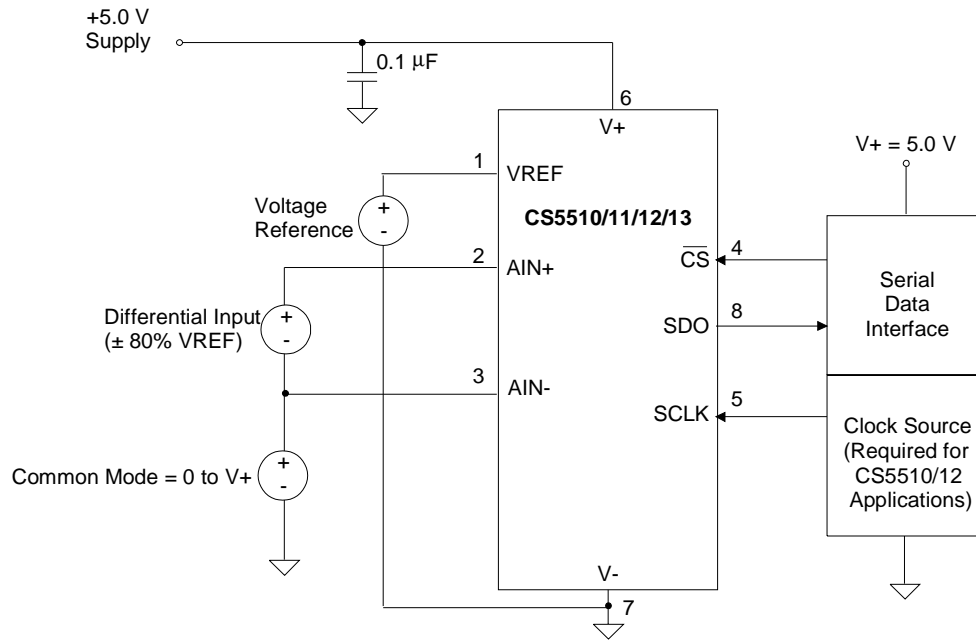 +5.0 V
Supply
0.1 μF
6
V+
V+ = 5.0 V
1
VREF
Voltage
Reference
+
-
CS5510/11/12/13
2
AIN+
CS
4
Serial
Data
Interface
Differential Input
(± 80% VREF)
+
-
SDO
8
3
AIN-
SCLK
5
Clock Source
(Required for
CS5510/12
Applications)
Common Mode = 0 to V+
+
-
V-
7